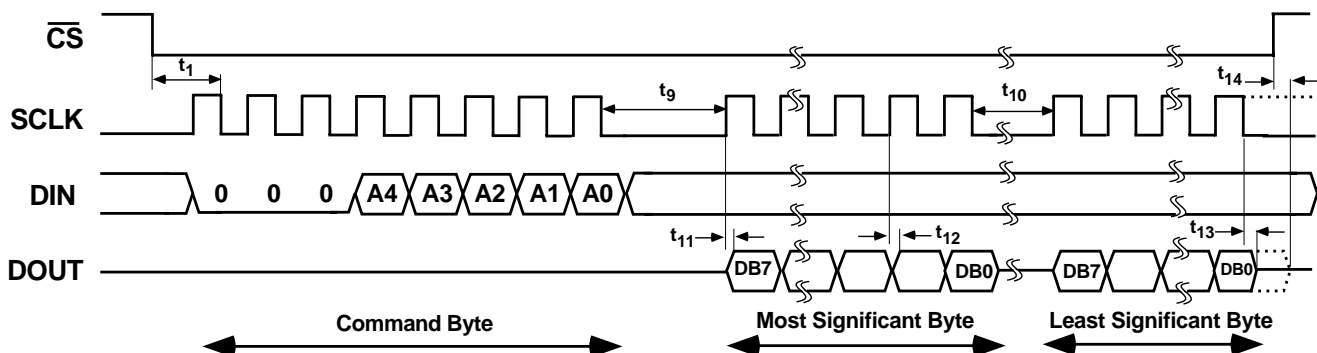 CS
t1
t14
SCLK
t9
t10
DIN
0 0 0 A4 A3 A2 A1 A0
t11
t12
t13
DOUT
DB7 DB0 DB7 DB0
Command Byte Most Significant Byte Least Significant Byte